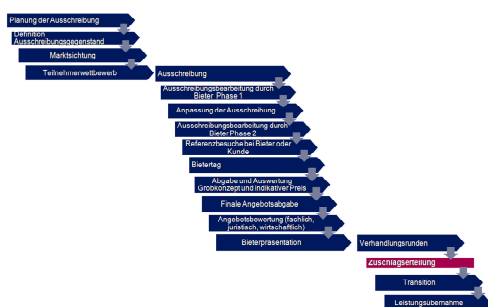 Planung der Ausschreibung
Definition
Ausschreibungsgegenstand
Marktsichtung
Teilnehmerwettbewerb
Ausschreibung
Ausschreibungsbearbeitung durch
Bieter Phase 1
Anpassung der Ausschreibung
Ausschreibungsbearbeitung durch
Bieter Phase 2
Referenzbesuche bei Bieter oder
Kunde
Bietertag
Abgabe und Auswertung
Grobkonzept und Indikativer Preis
Finale Angebotsabgabe
Angebotsbewertung (fachlich,
juristisch, wirtschaftlich)
Bieterpräsentation
Verhandlungsrunden
Zuschlagserteilung
Transition
Leistungsübernahme